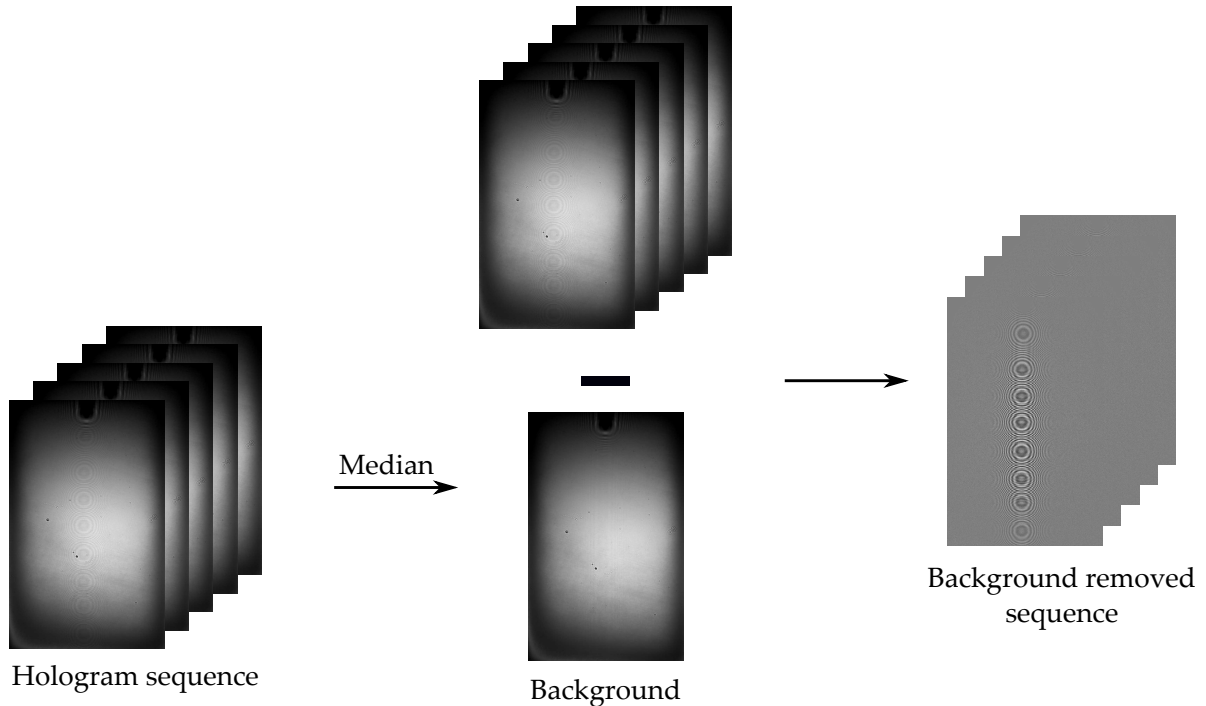 Median
Hologram sequence
Background
Background removed
sequence